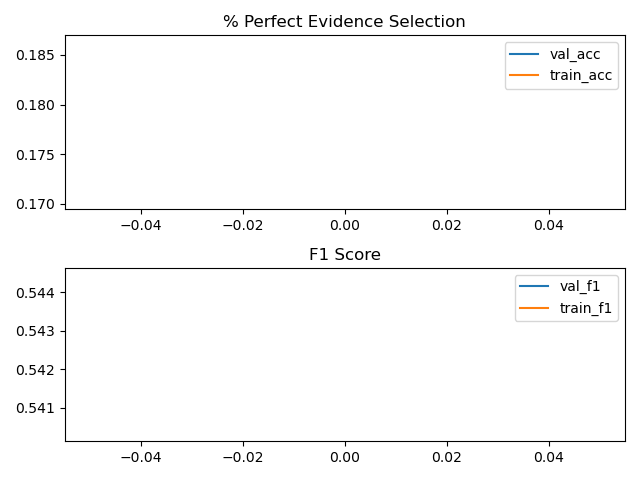 % Perfect Evidence Selection
0.185
0.180
0.175
0.170
val_acc
train_acc
−0.04 −0.02 0.00 0.02 0.04
F1 Score
0.544
0.543
0.542
0.541
val_f1
train_f1
−0.04 −0.02 0.00 0.02 0.04